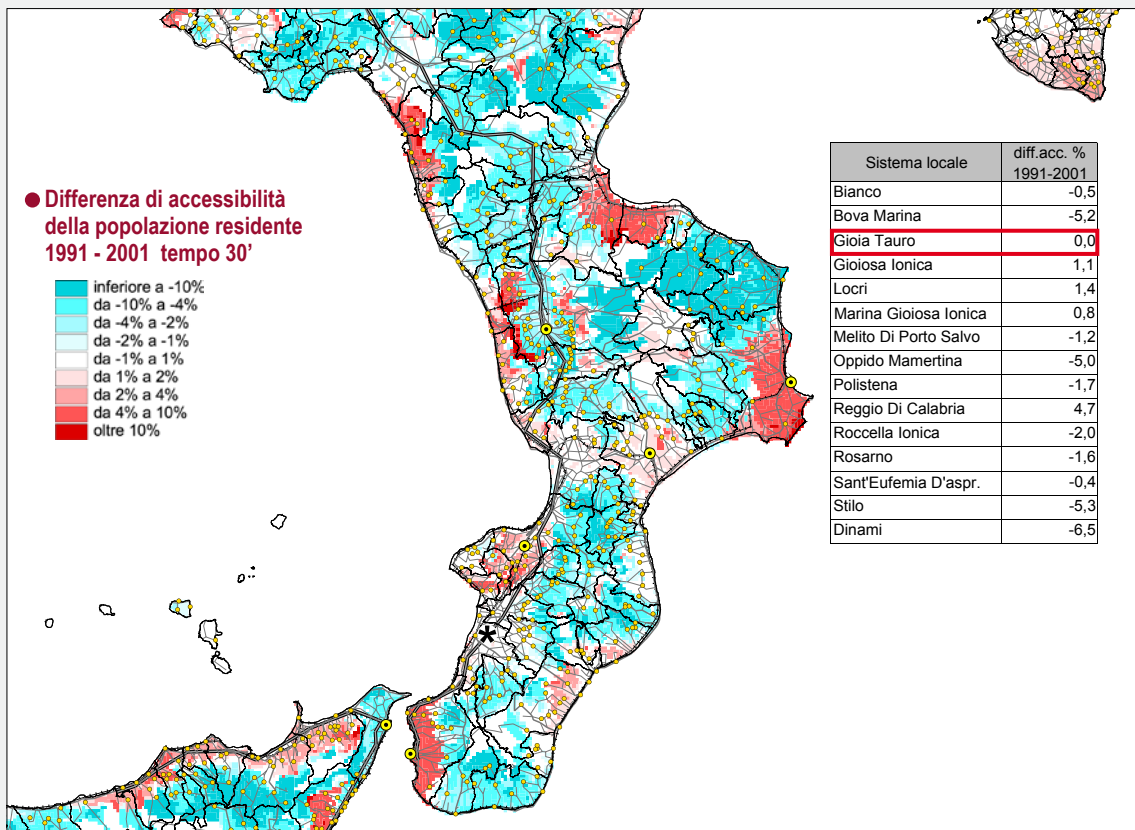 ● Differenza di accessibilità
della popolazione residente
1991 - 2001 tempo 30'
inferiore a -10%
da -10% a -4%
da -4% a -2%
da -2% a -1%
da -1% a 1%
da 1% a 2%
da 2% a 4%
da 4% a 10%
oltre 10%
Sistema locale diff.acc. % 1991-2001
Bianco -0,5
Bova Marina -5,2
Gioia Tauro 0,0
Gioiosa Ionica 1,1
Locri 1,4
Marina Gioiosa Ionica 0,8
Melito Di Porto Salvo -1,2
Oppido Mamertina -5,0
Polistena -1,7
Reggio Di Calabria 4,7
Roccella Ionica -2,0
Rosarno -1,6
Sant'Eufemia D'aspr. -0,4
Stilo -5,3
Dinami -6,5
*